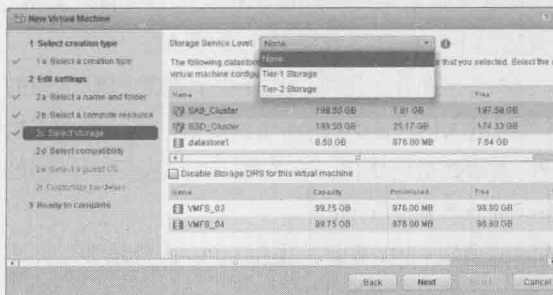 New Virtual Machine
1 Select creation type
1a Select a creation type
2 Edit settings
2a Select a name and folder
2b Select a compute resource
2c Select storage
2d Select compatibility
2e Select a guest OS
2f Customize hardware
3 Ready to complete
Storage Service Level: None
None
Tier-1 Storage
Tier-2 Storage
The following datastor
e that you selected. Select the
virtual machine configu
Name
Free
SAS_Cluster 199.50 GB 1.91 GB 197.59 GB
SSD_Cluster 199.50 GB 25.17 GB 174.33 GB
datastore1 8.50 GB 876.00 MB 7.64 GB
Disable Storage DRS for this virtual machine
Name Capacity Provisioned Free
VMFS_03 99.75 GB 976.00 MB 98.80 GB
VMFS_04 99.75 GB 976.00 MB 98.80 GB
Back Next Cancel